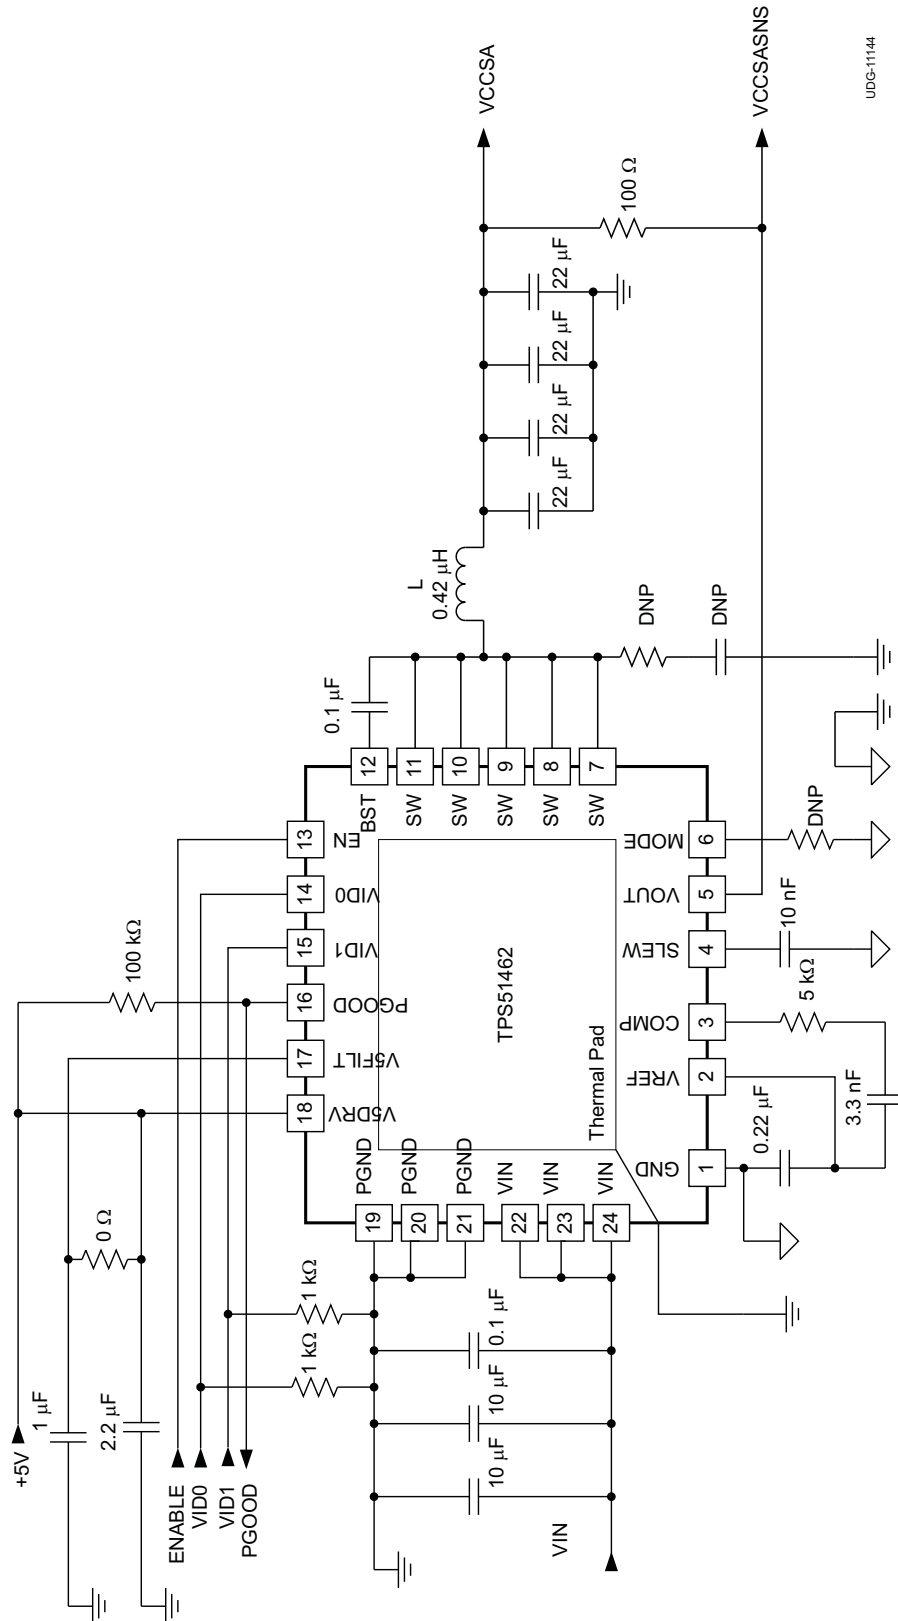 +5V
1 µF
2.2 µF
0 Ω
100 kΩ
ENABLE
VID0
VID1
PGOOD
1 kΩ
1 kΩ
10 µF
10 µF
0.1 µF
VIN
18
V5DRV
17
V5FILT
16
PGOOD
15
VID1
14
VID0
13
EN
19
PGND
20
PGND
21
PGND
22
VIN
23
VIN
24
VIN
TPS51462
Thermal Pad
12
BST
11
SW
10
SW
9
SW
8
SW
7
SW
1
GND
2
VREF
3
COMP
4
SLEW
5
VOUT
6
MODE
0.22 µF
3.3 nF
5 kΩ
10 nF
DNP
0.1 µF
L
0.42 µH
DNP
DNP
22 µF
22 µF
22 µF
22 µF
100 Ω
VCCSA
VCCSASNS
UDG-11144